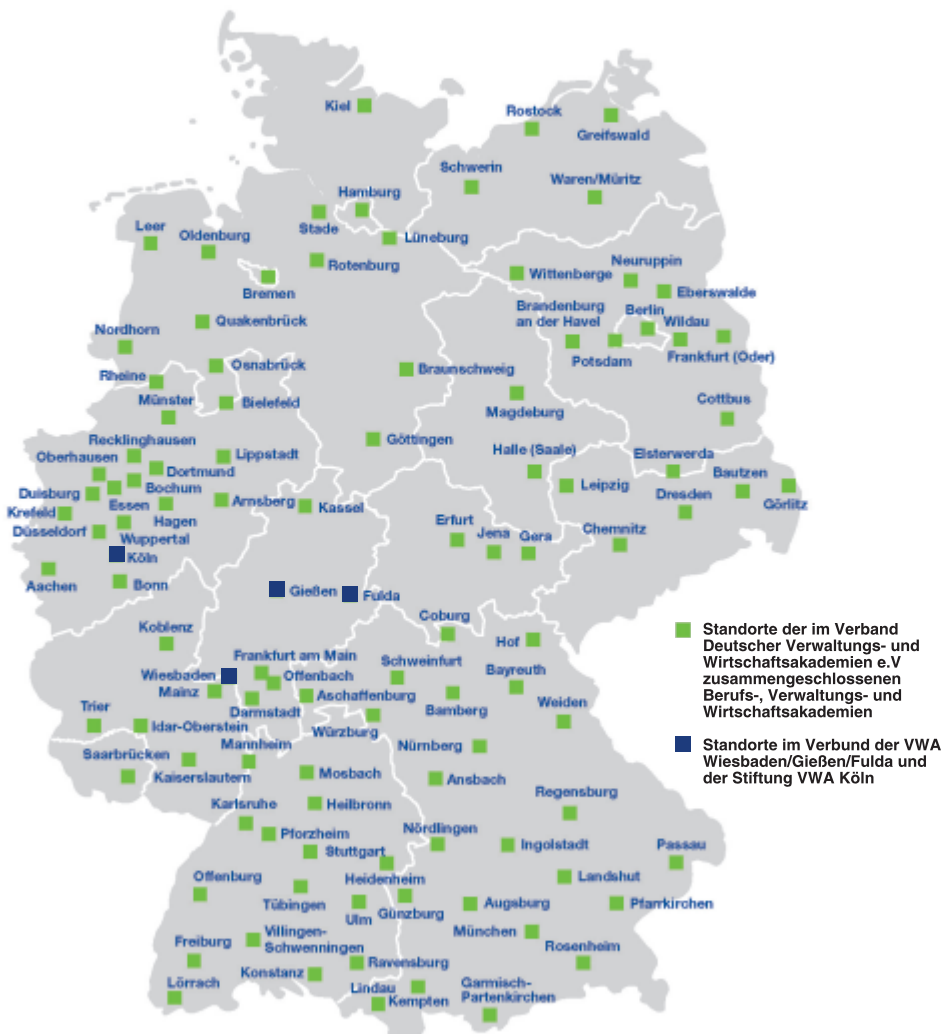 Kiel
Rostock
Greifswald
Schwerin
Waren/Müritz
Hamburg
Stade
Lüneburg
Leer
Oldenburg
Rotenburg
Bremen
Wittenberge
Neuruppin
Eberswalde
Brandenburg
an der Havel
Berlin
Wildau
Potsdam
Frankfurt (Oder)
Quakenbrück
Nordhorn
Osnabrück
Rheine
Braunschweig
Münster
Bielefeld
Magdeburg
Cottbus
Recklinghausen
Oberhausen
Lippstadt
Göttingen
Halle (Saale)
Elsterwerda
Dortmund
Bautzen
Duisburg
Bochum
Leipzig
Dresden
Görlitz
Krefeld
Essen
Hagen
Arnsberg
Kassel
Düsseldorf
Wuppertal
Erfurt
Jena
Gera
Chemnitz
Köln
Aachen
Bonn
Gießen
Fulda
Koblenz
Coburg
Hof
Frankfurt am Main
Wiesbaden
Offenbach
Schweinfurt
Bayreuth
Mainz
Aschaffenburg
Darmstadt
Bamberg
Weiden
Trier
Idar-Oberstein
Würzburg
Mannheim
Nürnberg
Saarbrücken
Kaiserslautern
Mosbach
Ansbach
Karlsruhe
Heilbronn
Regensburg
Pforzheim
Nördlingen
Stuttgart
Ingolstadt
Passau
Offenburg
Heidenheim
Landshut
Tübingen
Ulm
Günzburg
Augsburg
Pfarrkirchen
Villingen-
Schwenningen
München
Freiburg
Rosenheim
Konstanz
Ravensburg
Lörrach
Lindau
Kempten
Garmisch-
Partenkirchen
Standorte der im Verband
Deutscher Verwaltungs- und
Wirtschaftsakademien e.V
zusammengeschlossenen
Berufs-, Verwaltungs- und
Wirtschaftsakademien
Standorte im Verbund der VWA
Wiesbaden/Gießen/Fulda und
der Stiftung VWA Köln